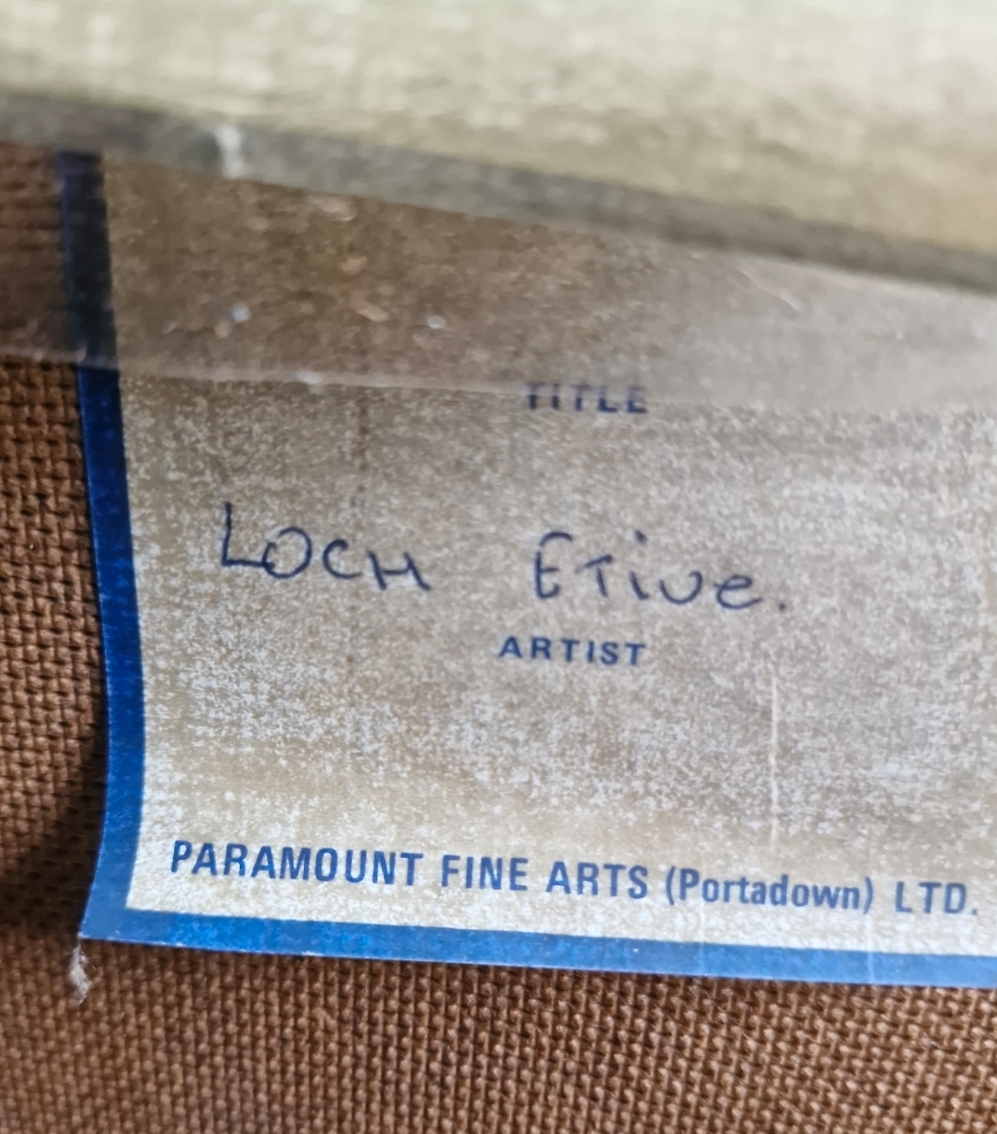 TITLE
LOCH ETive.
ARTIST
PARAMOUNT FINE ARTS (Portadown) LTD.